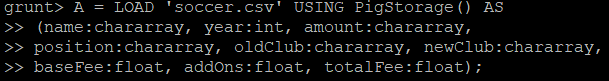 grunt> A = LOAD 'soccer.csv' USING PigStorage() AS
>> (name:chararray, year:int, amount:chararray,
>> position:chararray, oldClub:chararray, newClub:chararray,
>> baseFee:float, addOns:float, totalFee:float);